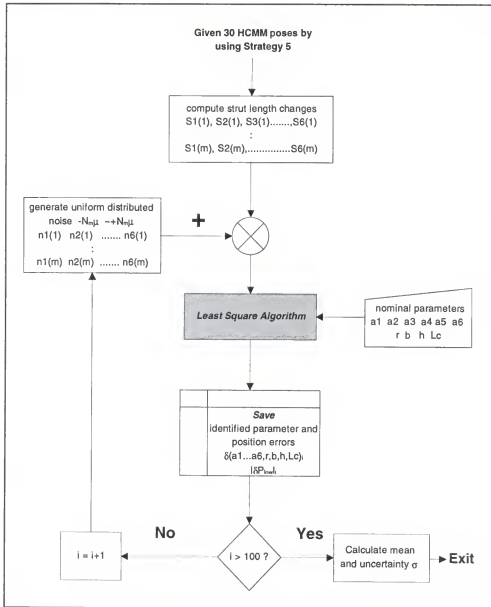 Given 30 HCMM poses by
using Strategy 5
compute strut length changes
S1(1), S2(1), S3(1).......,S6(1)
:
S1(m), S2(m),...............S6(m)
generate uniform distributed
noise -Nmjμ ~+Nmjμ
n1(1) n2(1) ....... n6(1)
:
n1(m) n2(m) ....... n6(m)
+
Least Square Algorithm
nominal parameters
a1 a2 a3 a4 a5 a6
r b h Lc
Save
identified parameter and
position errors
δ(a1...a6,r,b,h,Lc)i
No
Yes
i = i+1
i > 100 ?
Calculate mean
and uncertainty σ
Exit